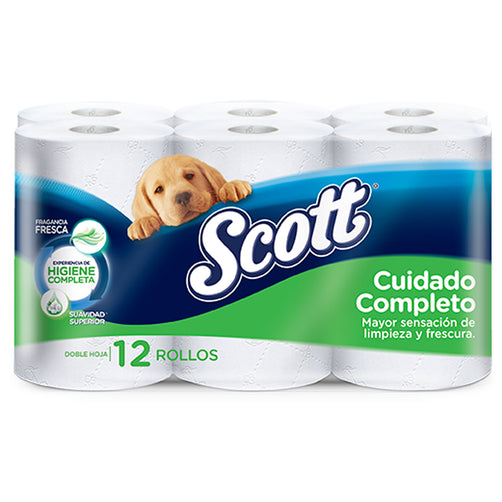 FRAGANCIA
FRESCA
EXPERIENCIA DE
HIGIENE
COMPLETA
SUAVIDAD
SUPERIOR
Scott®
Cuidado
Completo
Mayor sensación de
limpieza y frescura.
DOBLE HOJA | 12 ROLLOS